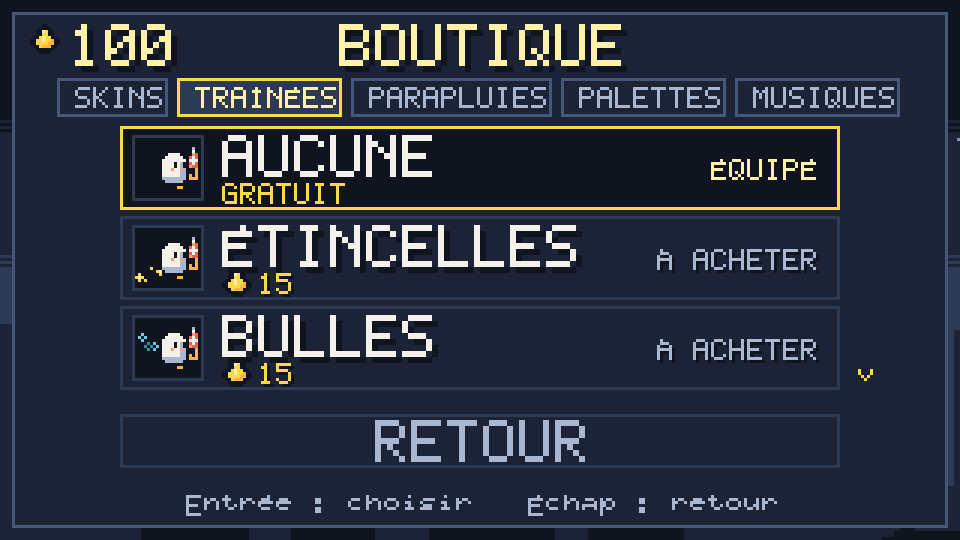 100 BOUTIQUE
SKINS TRAINÉES PARAPLUIES PALETTES MUSIQUES
AUCUNE
GRATUIT
ÉQUIPÉ
ÉTINCELLES
15
À ACHETER
BULLES
15
À ACHETER
RETOUR
Entrée : choisir Échap : retour